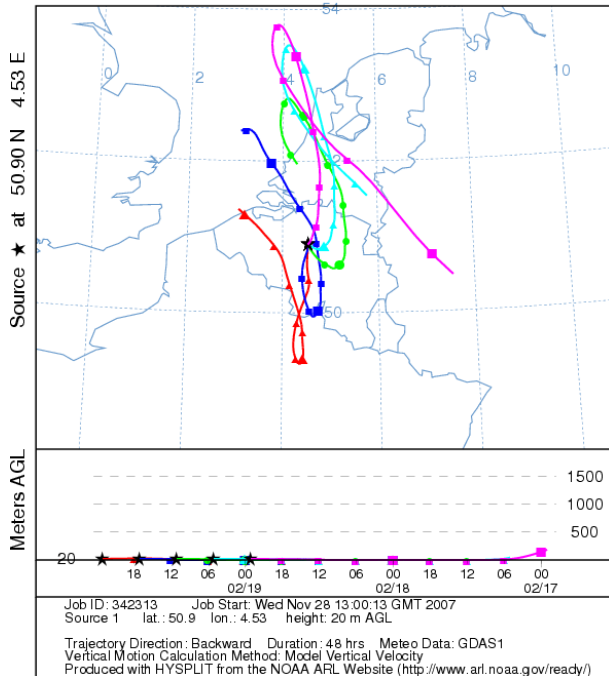 54
0
2
4
6
8
10
52
50
Source ★ at 50.90 N 4.53 E
Meters AGL
1500
1000
500
20
18 12 06 00 18 12 06 00 18 12 06 00
02/19 02/18 02/17
Job ID: 342313 Job Start: Wed Nov 28 13:00:13 GMT 2007
Source 1 lat.: 50.9 lon.: 4.53 height: 20 m AGL
Trajectory Direction: Backward Duration: 48 hrs Meteo Data: GDAS1
Vertical Motion Calculation Method: Model Vertical Velocity
Produced with HYSPLIT from the NOAA ARL Website (http://www.arl.noaa.gov/ready/)